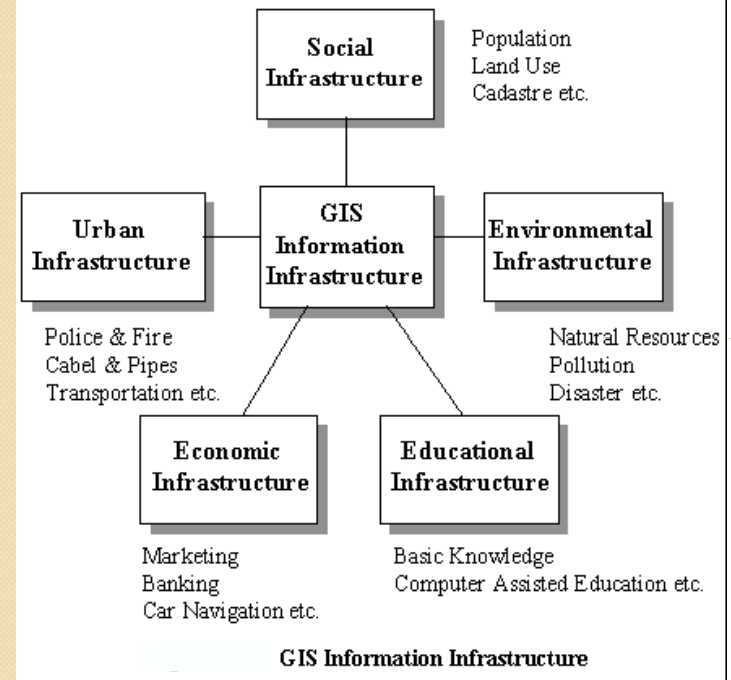 Social
Infrastructure
Population
Land Use
Cadastre etc.
Urban
Infrastructure
GIS
Information
Infrastructure
Environmental
Infrastructure
Police & Fire
Cabel & Pipes
Transportation etc.
Natural Resources
Pollution
Disaster etc.
Economic
Infrastructure
Educational
Infrastructure
Marketing
Banking
Car Navigation etc.
Basic Knowledge
Computer Assisted Education etc.
GIS Information Infrastructure